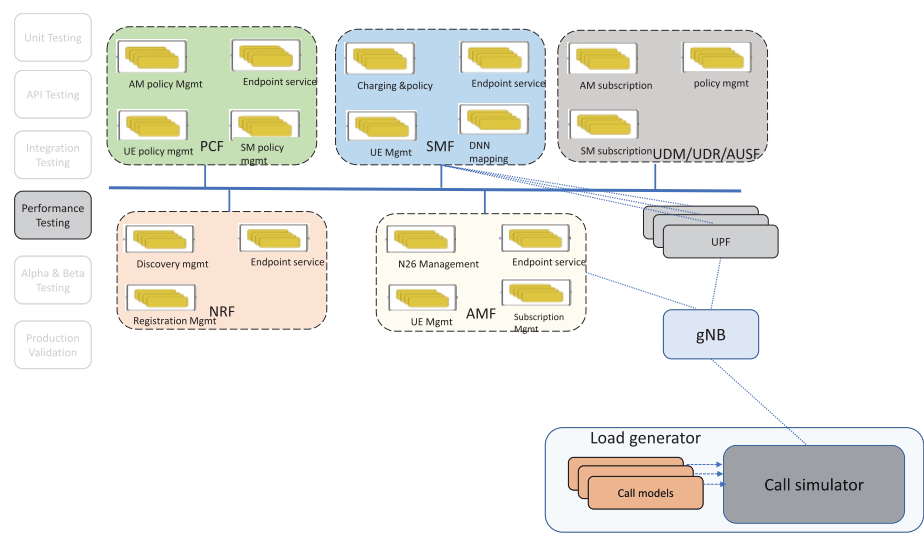 Unit Testing
API Testing
Integration
Testing
Performance
Testing
Alpha & Beta
Testing
Production
Validation
AM policy Mgmt
Endpoint service
UE policy mgmt
PCF
SM policy
mgmt
Charging &policy
Endpoint service
UE Mgmt
SMF
DNN
mapping
AM subscription
policy mgmt
SM subscription
UDM/UDR/AUSF
Discovery mgmt
Endpoint service
Registration Mgmt
NRF
N26 Management
Endpoint service
UE Mgmt
AMF
Subscription
Mgmt
UPF
gNB
Load generator
Call models
Call simulator